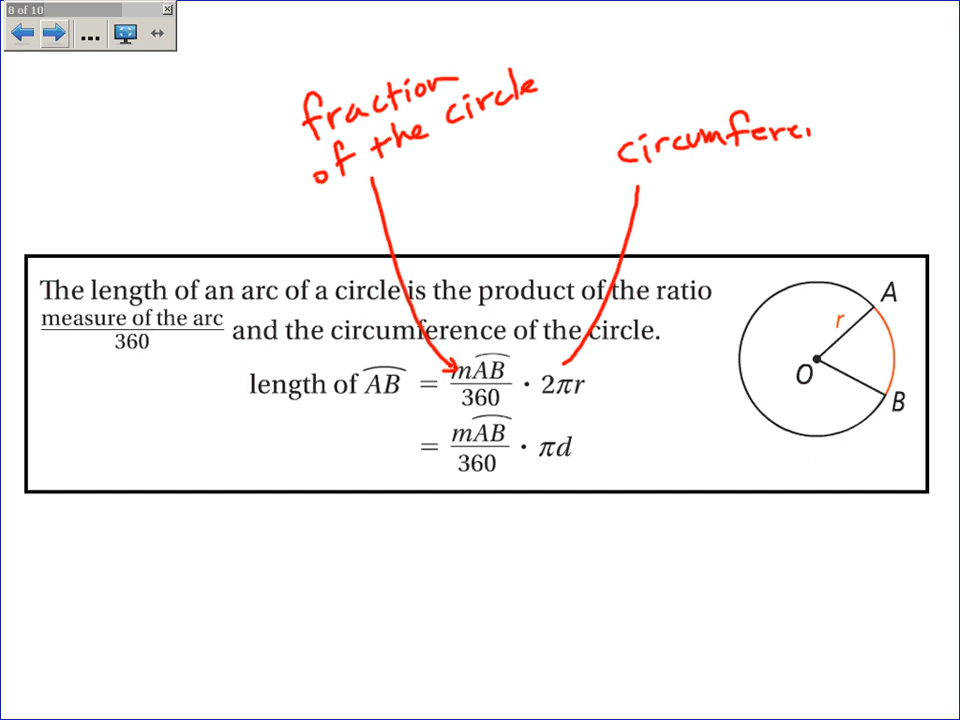 8 of 10
fraction
of the circle
circumfere.
The length of an arc of a circle is the product of the ratio
measure of the arc
360
and the circumference of the circle.
length of AB = mAB/360 · 2πr
= mAB/360 · πd
A
r
O
B